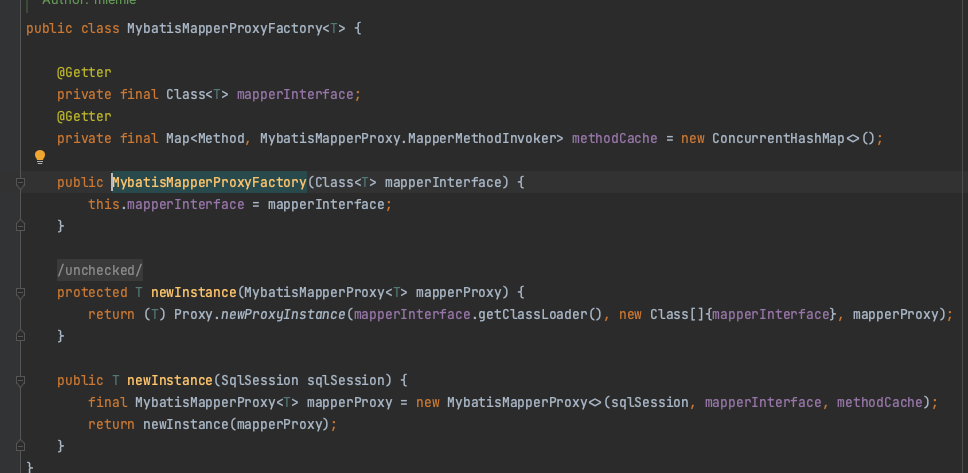 Author: miemie
public class MybatisMapperProxyFactory<T> {
@Getter
private final Class<T> mapperInterface;
@Getter
private final Map<Method, MybatisMapperProxy.MapperMethodInvoker> methodCache = new ConcurrentHashMap<>();
public MybatisMapperProxyFactory(Class<T> mapperInterface) {
this.mapperInterface = mapperInterface;
}
/unchecked/
protected T newInstance(MybatisMapperProxy<T> mapperProxy) {
return (T) Proxy.newProxyInstance(mapperInterface.getClassLoader(), new Class[]{mapperInterface}, mapperProxy);
}
public T newInstance(SqlSession sqlSession) {
final MybatisMapperProxy<T> mapperProxy = new MybatisMapperProxy<>(sqlSession, mapperInterface, methodCache);
return newInstance(mapperProxy);
}
}